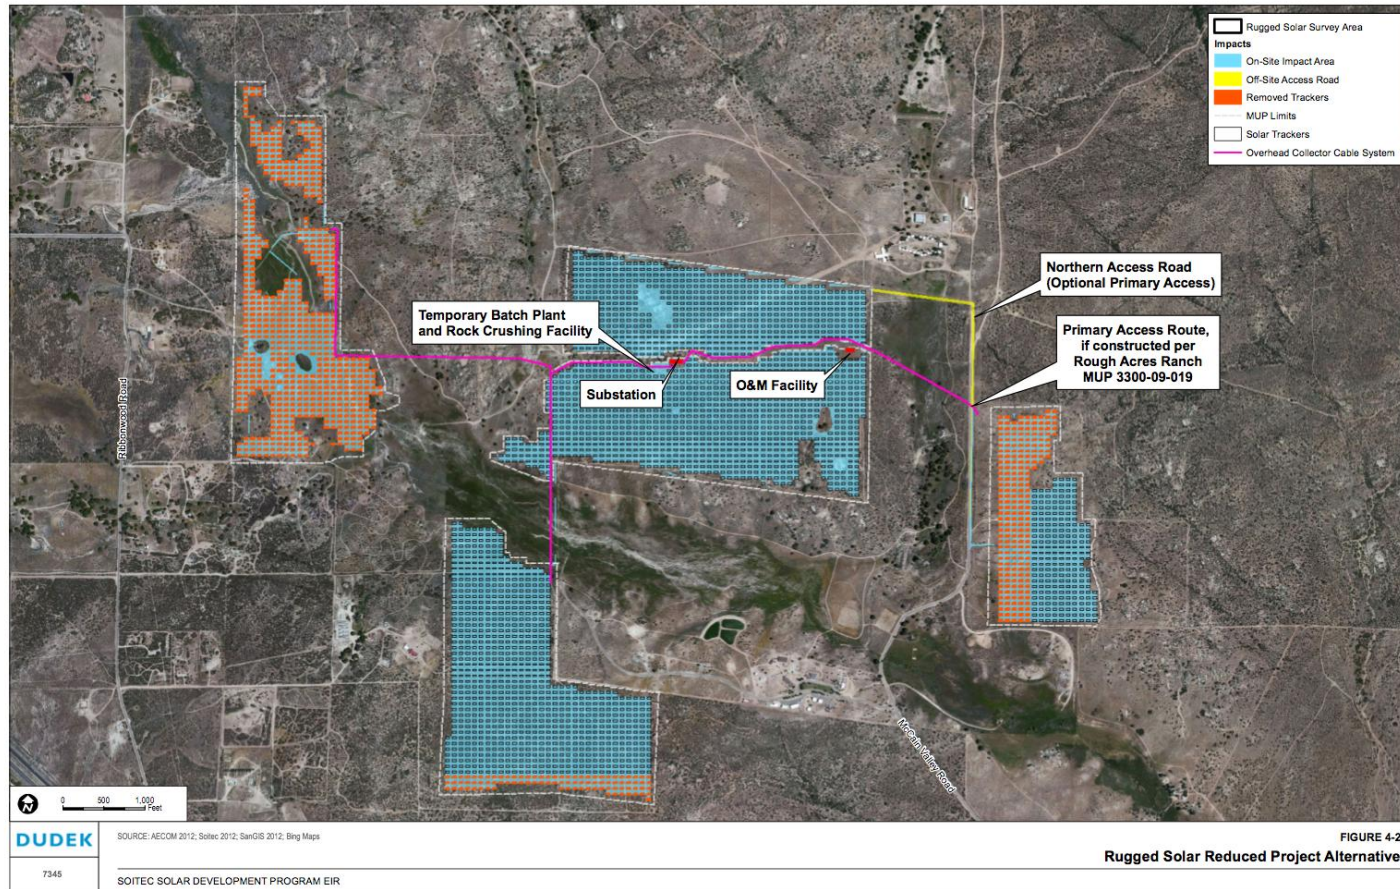 Rugged Solar Survey Area
Impacts
On-Site Impact Area
Off-Site Access Road
Removed Trackers
MUP Limits
Solar Trackers
Overhead Collector Cable System
Northern Access Road
(Optional Primary Access)
Temporary Batch Plant
and Rock Crushing Facility
Primary Access Route,
if constructed per
Rough Acres Ranch
MUP 3300-09-019
Substation
O&M Facility
Ribbonwood Road
McCain Valley Road
N
0 500 1,000
Feet
DUDEK
SOURCE: AECOM 2012; Soitec 2012; SanGIS 2012; Bing Maps
FIGURE 4-2
Rugged Solar Reduced Project Alternative
7345
SOITEC SOLAR DEVELOPMENT PROGRAM EIR